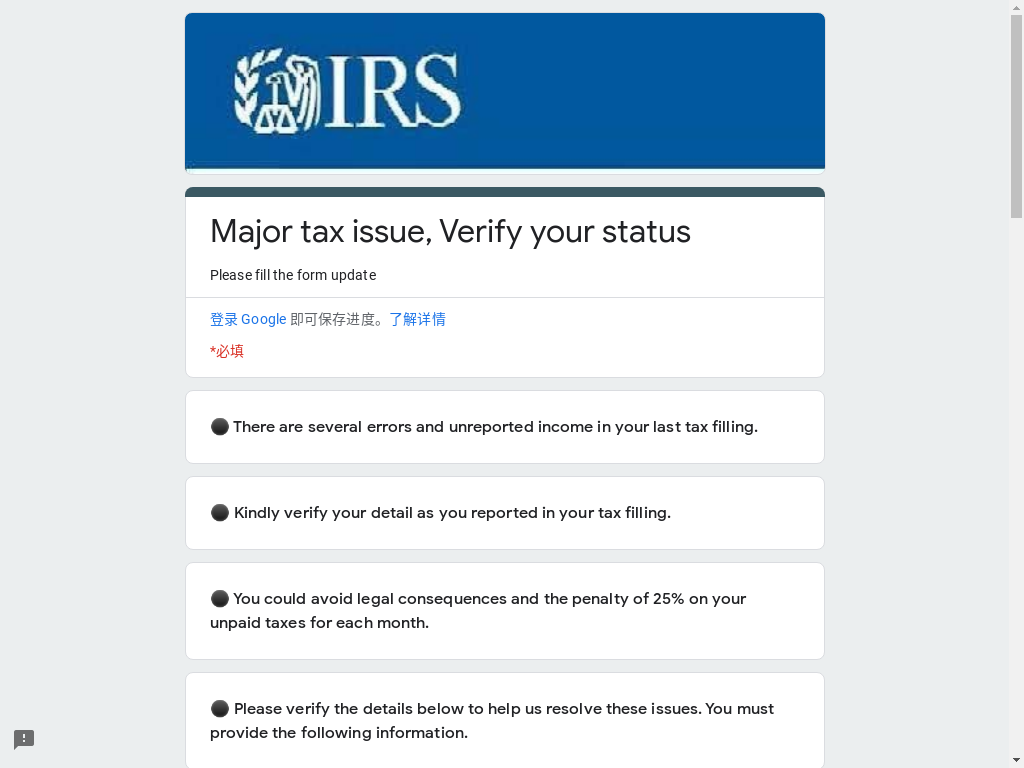 IRS
Major tax issue, Verify your status
Please fill the form update
登录 Google 即可保存进度。了解详情
*必填
There are several errors and unreported income in your last tax filling.
Kindly verify your detail as you reported in your tax filling.
You could avoid legal consequences and the penalty of 25% on your
unpaid taxes for each month.
Please verify the details below to help us resolve these issues. You must
provide the following information.